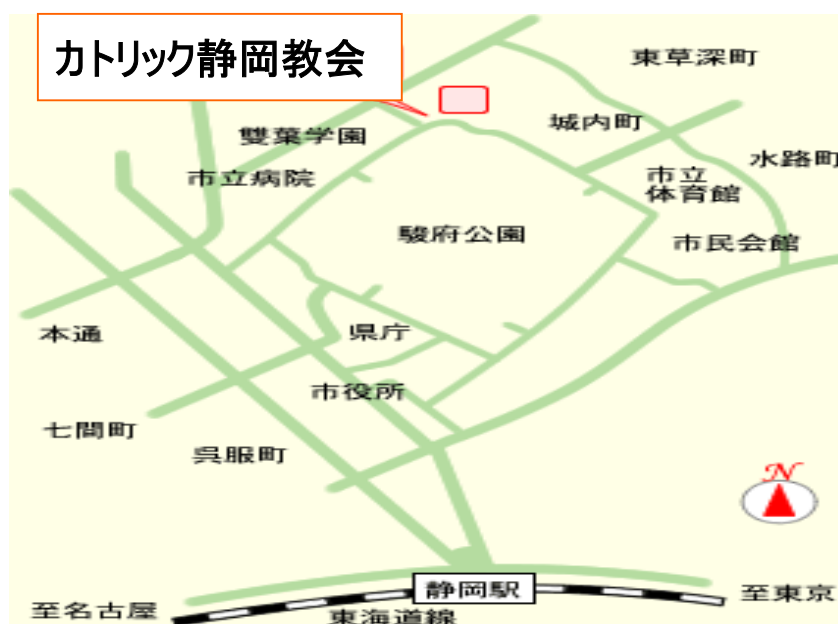 カトリック静岡教会
東草深町
城内町
雙葉学園
水路町
市立病院
市立
体育館
駿府公園
市民会館
本通
県庁
市役所
七間町
呉服町
N
静岡駅
至東京
至名古屋
東海道線